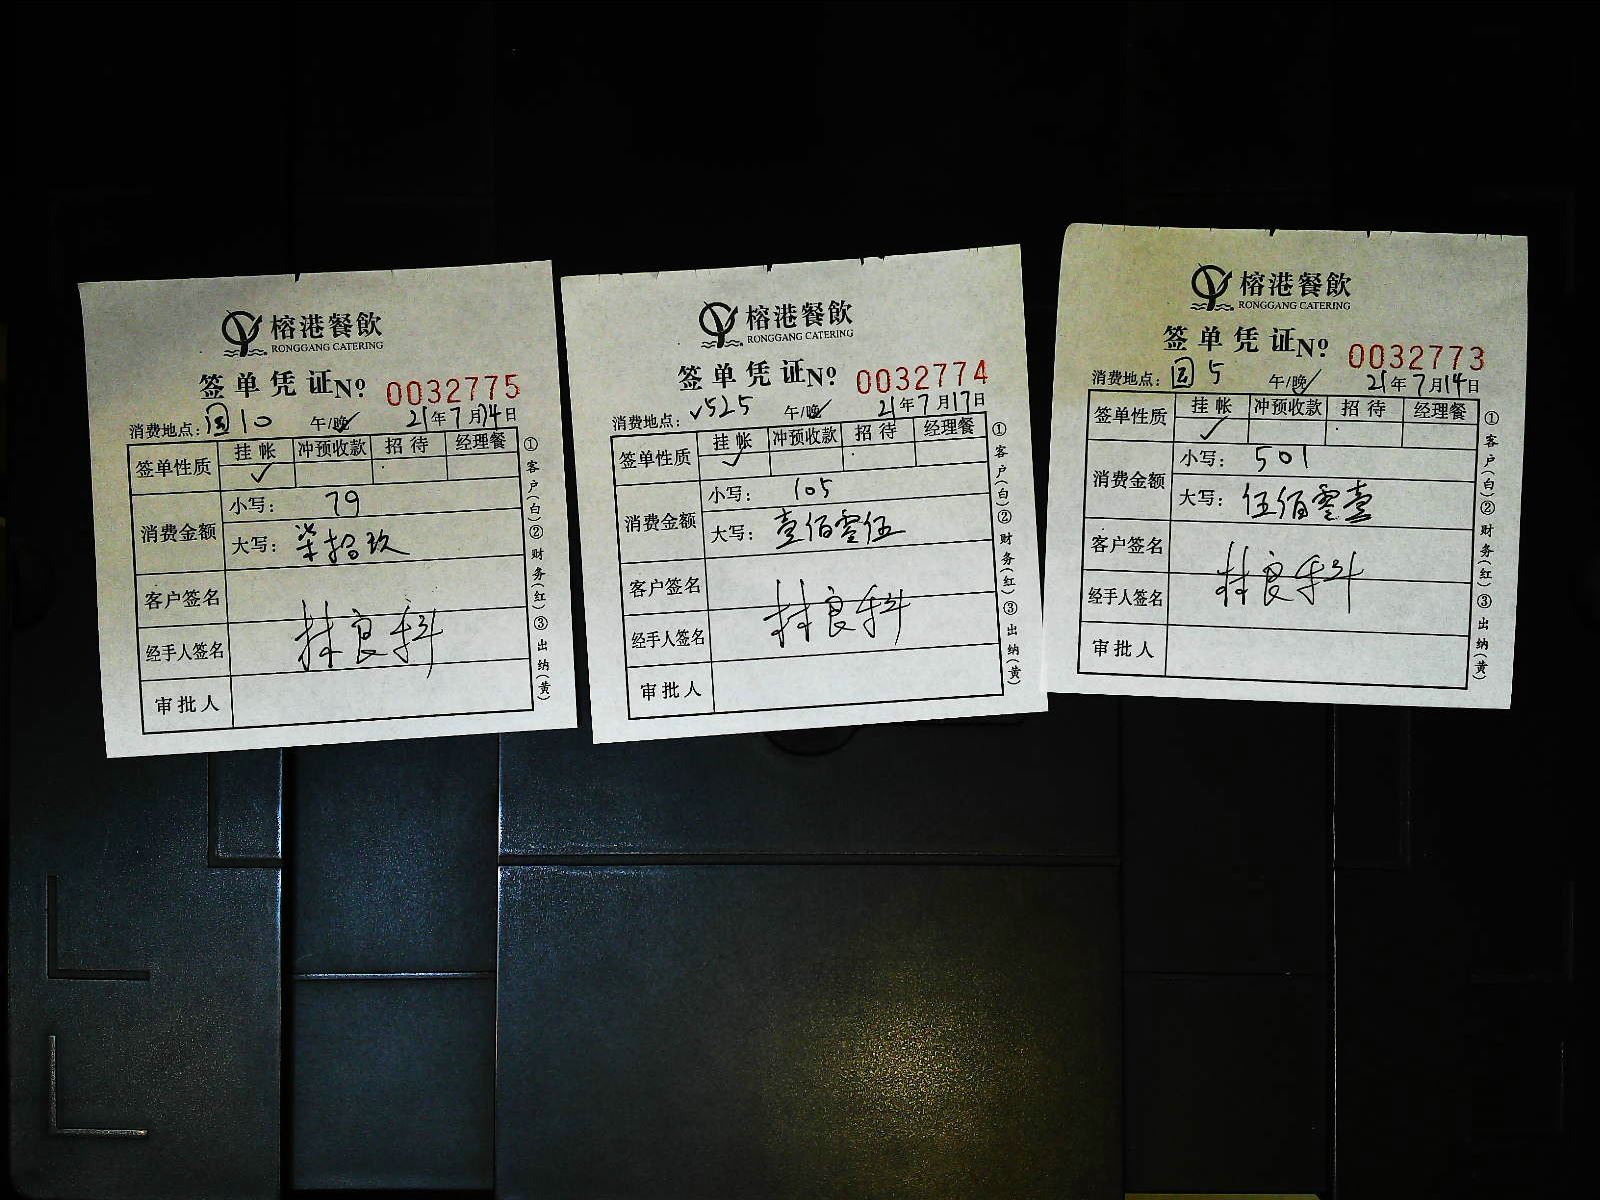 榕港餐飲
RONGGANG CATERING
签单凭证 No 0032775
消费地点: 园10 午/晚✓ 21年7月14日
签单性质 挂帐 冲预收款 招待 经理餐
✓
消费金额 小写: 79
大写: 柒拾玖
客户签名
经手人签名 林良科
审批人
①客户(白)②财务(红)③出纳(黄)
榕港餐飲
RONGGANG CATERING
签单凭证 No 0032774
消费地点: V525 午/晚✓ 21年7月17日
签单性质 挂帐 冲预收款 招待 经理餐
✓
消费金额 小写: 105
大写: 壹佰零伍
客户签名
经手人签名 林良科
审批人
①客户(白)②财务(红)③出纳(黄)
榕港餐飲
RONGGANG CATERING
签单凭证 No 0032773
消费地点: 园5 午/晚✓ 21年7月14日
签单性质 挂帐 冲预收款 招待 经理餐
✓
消费金额 小写: 501
大写: 伍佰零壹
客户签名 林良科
经手人签名
审批人
①客户(白)②财务(红)③出纳(黄)